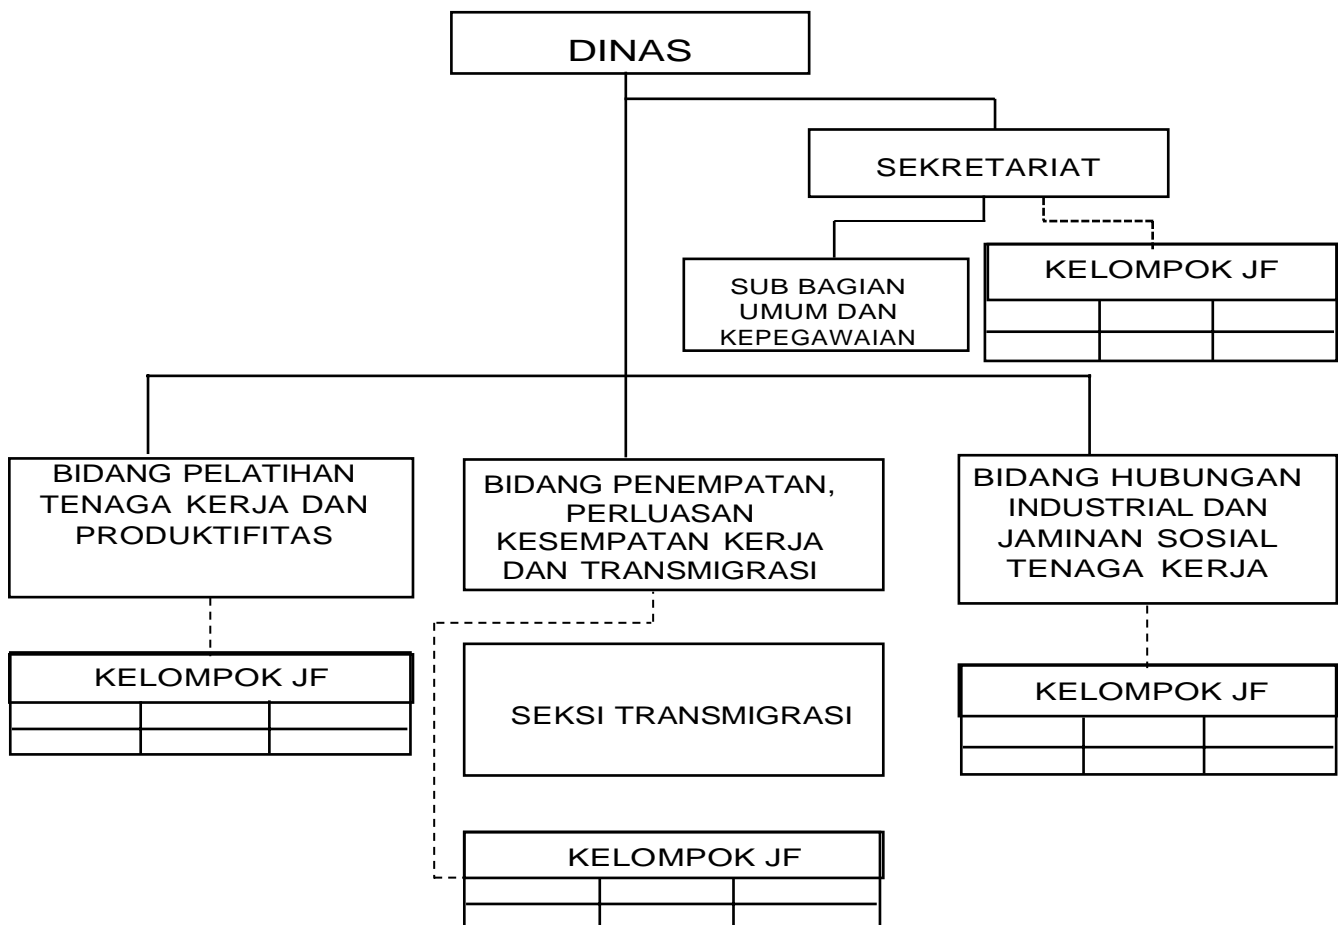 DINAS
SEKRETARIAT
SUB BAGIAN
UMUM DAN
KEPEGAWAIAN
KELOMPOK JF
BIDANG PELATIHAN
TENAGA KERJA DAN
PRODUKTIFITAS
BIDANG PENEMPATAN,
PERLUASAN
KESEMPATAN KERJA
DAN TRANSMIGRASI
BIDANG HUBUNGAN
INDUSTRIAL DAN
JAMINAN SOSIAL
TENAGA KERJA
KELOMPOK JF
SEKSI TRANSMIGRASI
KELOMPOK JF
KELOMPOK JF